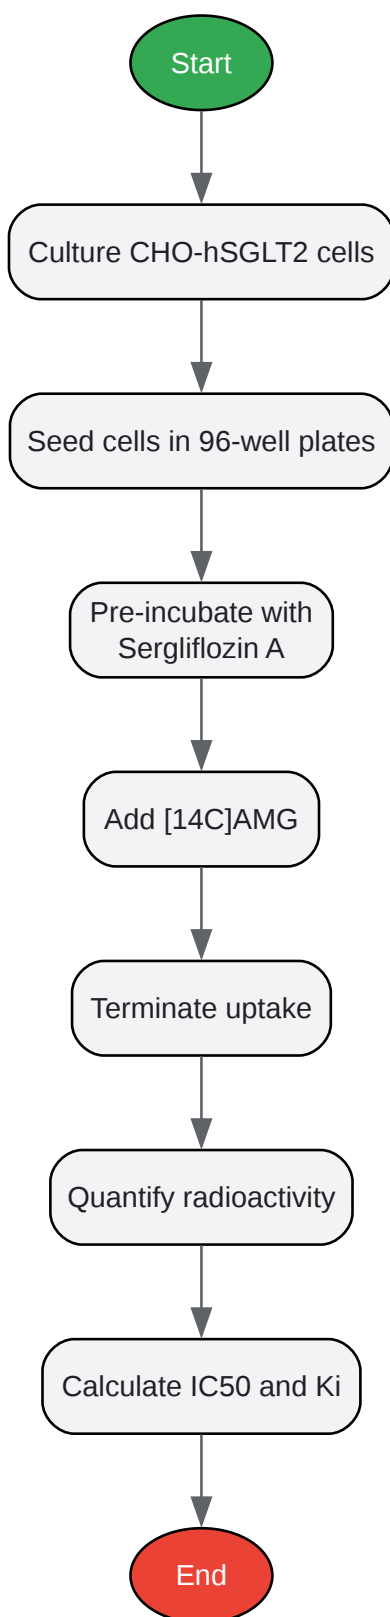 Start
Culture CHO-hSGLT2 cells
Seed cells in 96-well plates
Pre-incubate with
Sergliflozin A
Add [14C]AMG
Terminate uptake
Quantify radioactivity
Calculate IC50 and Ki
End